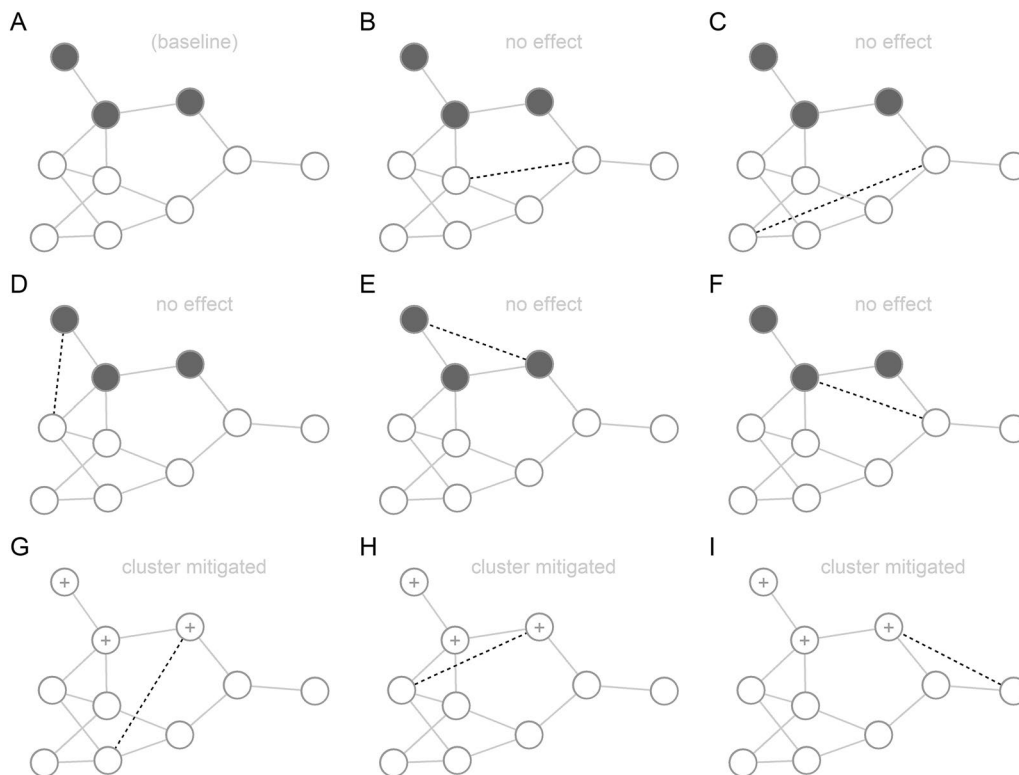 A (baseline)
B no effect
C no effect
D no effect
E no effect
F no effect
G cluster mitigated
+
+
+
H cluster mitigated
+
+
+
I cluster mitigated
+
+
+